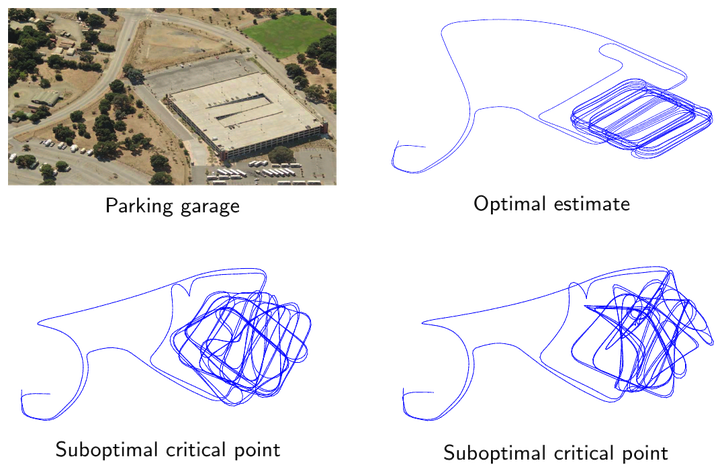 Parking garage
Optimal estimate
Suboptimal critical point
Suboptimal critical point